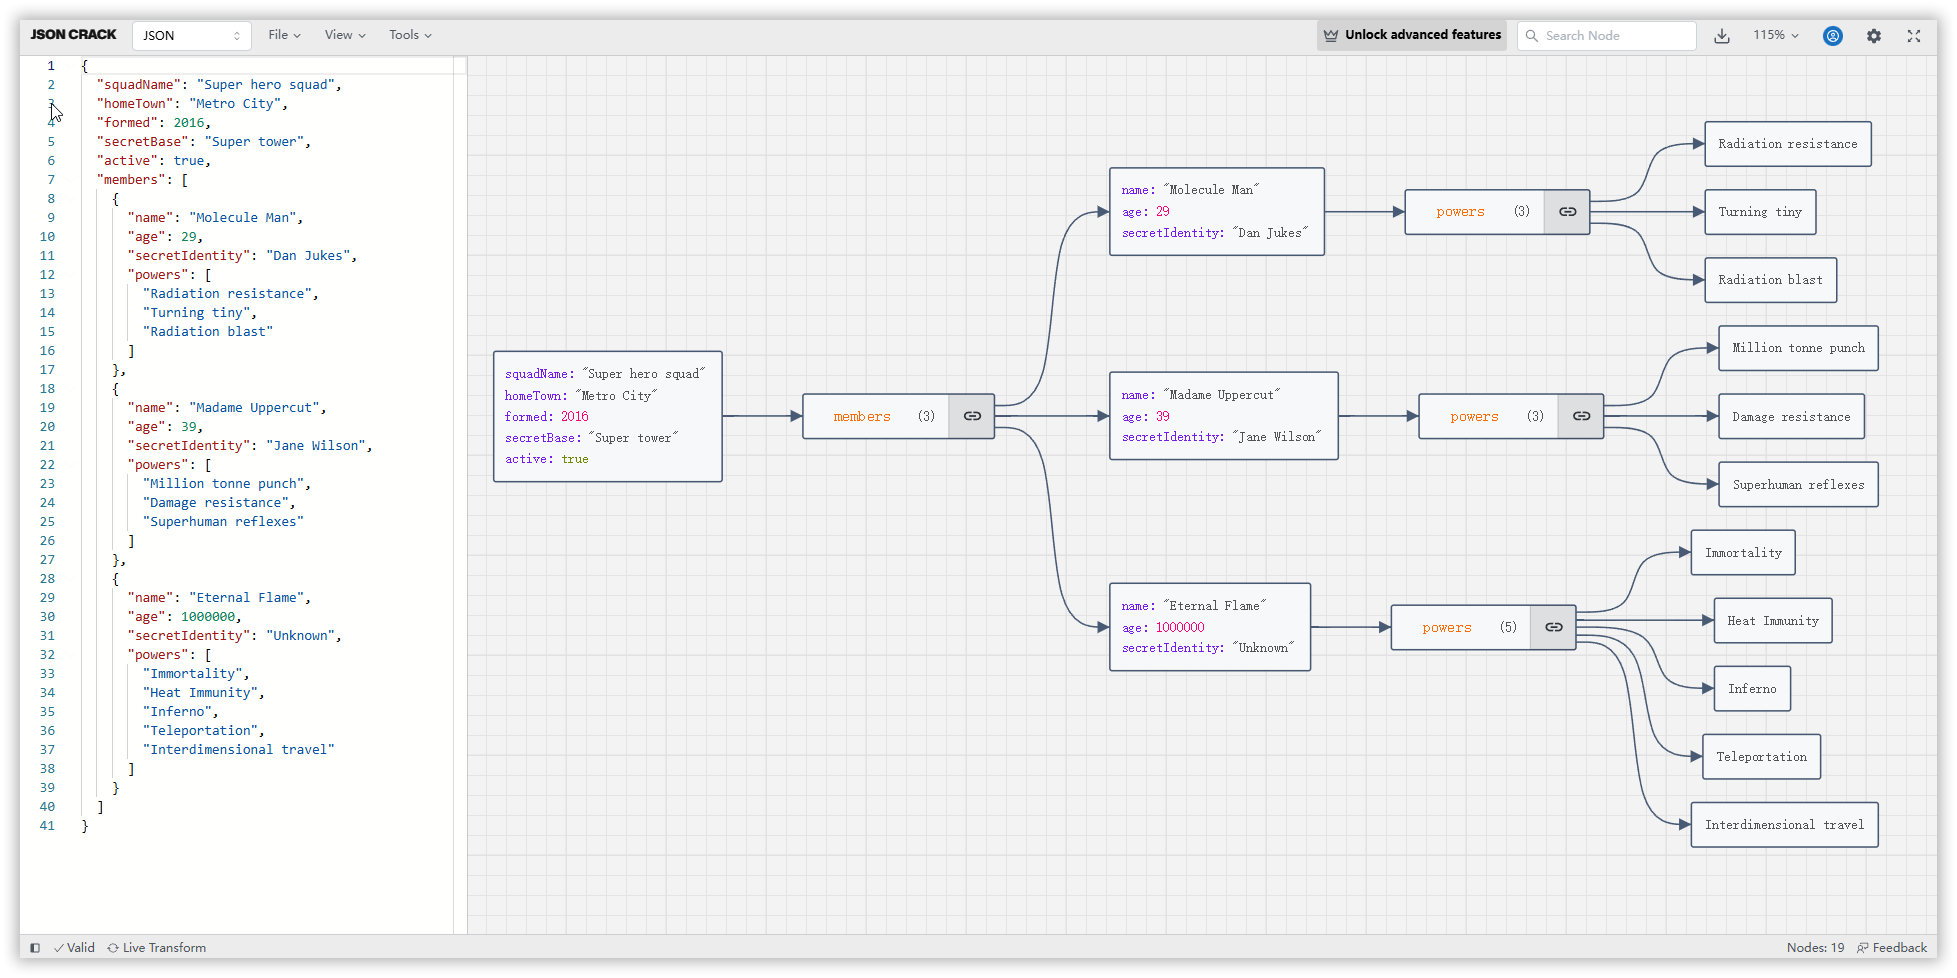 JSON CRACK JSON File View Tools Unlock advanced features Search Node 115%
1 {
2 "squadName": "Super hero squad",
3 "homeTown": "Metro City",
4 "formed": 2016,
5 "secretBase": "Super tower",
6 "active": true,
7 "members": [
8 {
9 "name": "Molecule Man",
10 "age": 29,
11 "secretIdentity": "Dan Jukes",
12 "powers": [
13 "Radiation resistance",
14 "Turning tiny",
15 "Radiation blast"
16 ]
17 },
18 {
19 "name": "Madame Uppercut",
20 "age": 39,
21 "secretIdentity": "Jane Wilson",
22 "powers": [
23 "Million tonne punch",
24 "Damage resistance",
25 "Superhuman reflexes"
26 ]
27 },
28 {
29 "name": "Eternal Flame",
30 "age": 1000000,
31 "secretIdentity": "Unknown",
32 "powers": [
33 "Immortality",
34 "Heat Immunity",
35 "Inferno",
36 "Teleportation",
37 "Interdimensional travel"
38 ]
39 }
40 ]
41 }
squadName: "Super hero squad"
homeTown: "Metro City"
formed: 2016
secretBase: "Super tower"
active: true
members (3)
name: "Molecule Man"
age: 29
secretIdentity: "Dan Jukes"
powers (3)
Radiation resistance
Turning tiny
Radiation blast
name: "Madame Uppercut"
age: 39
secretIdentity: "Jane Wilson"
powers (3)
Million tonne punch
Damage resistance
Superhuman reflexes
name: "Eternal Flame"
age: 1000000
secretIdentity: "Unknown"
powers (5)
Immortality
Heat Immunity
Inferno
Teleportation
Interdimensional travel
Valid Live Transform Nodes: 19 Feedback